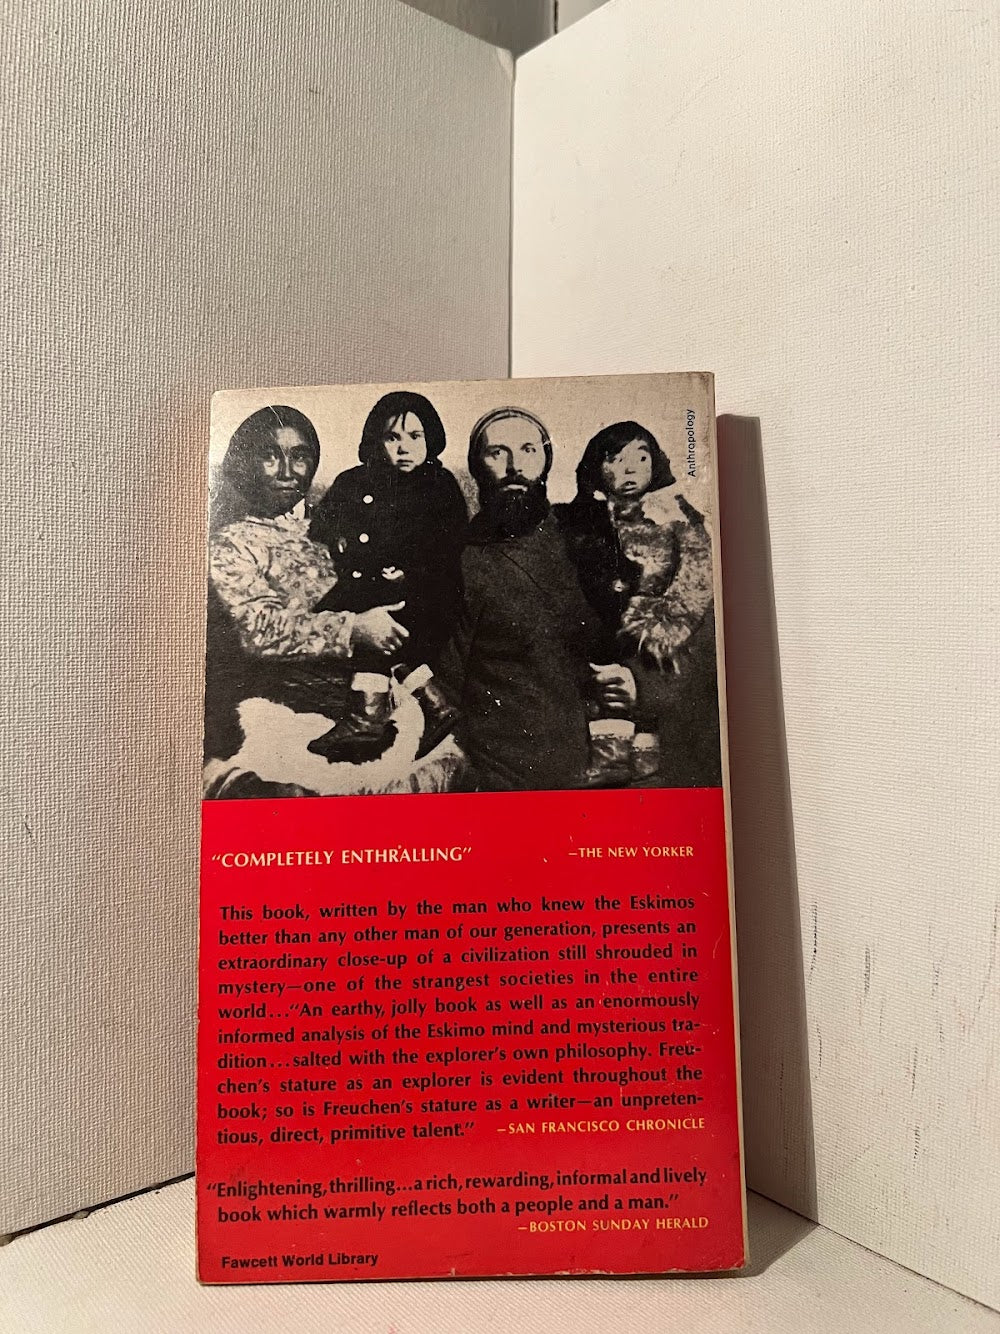 Anthropology
“COMPLETELY ENTHRALLING” —THE NEW YORKER
This book, written by the man who knew the Eskimos
better than any other man of our generation, presents an
extraordinary close-up of a civilization still shrouded in
mystery—one of the strangest societies in the entire
world...“An earthy, jolly book as well as an enormously
informed analysis of the Eskimo mind and mysterious tra-
dition...salted with the explorer's own philosophy. Freu-
chen's stature as an explorer is evident throughout the
book; so is Freuchen's stature as a writer—an unpreten-
tious, direct, primitive talent.” —SAN FRANCISCO CHRONICLE
“Enlightening, thrilling...a rich, rewarding, informal and lively
book which warmly reflects both a people and a man.”
—BOSTON SUNDAY HERALD
Fawcett World Library